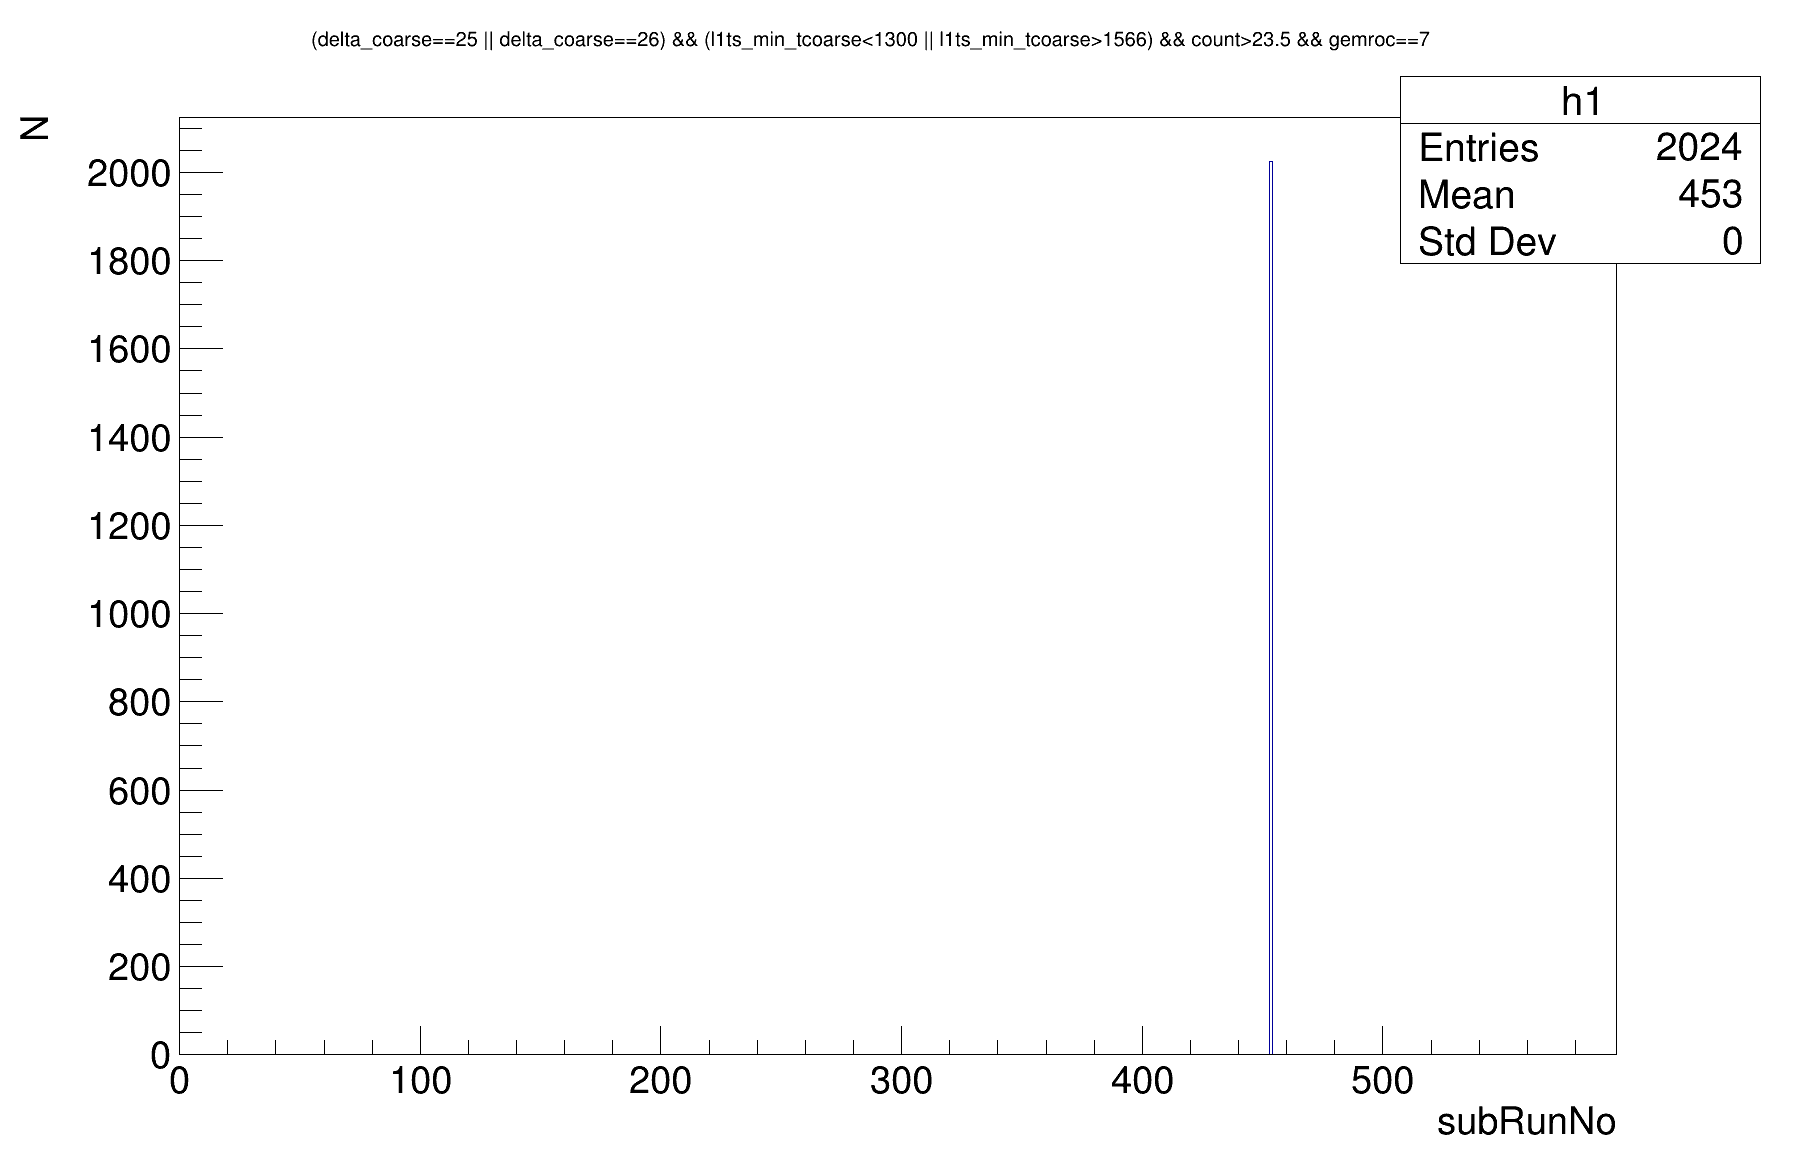 (delta_coarse==25 || delta_coarse==26) && (l1ts_min_tcoarse<1300 || l1ts_min_tcoarse>1566) && count>23.5 && gemroc==7
h1
Entries 2024
Mean 453
Std Dev 0
N
2000
1800
1600
1400
1200
1000
800
600
400
200
0
0 100 200 300 400 500
subRunNo